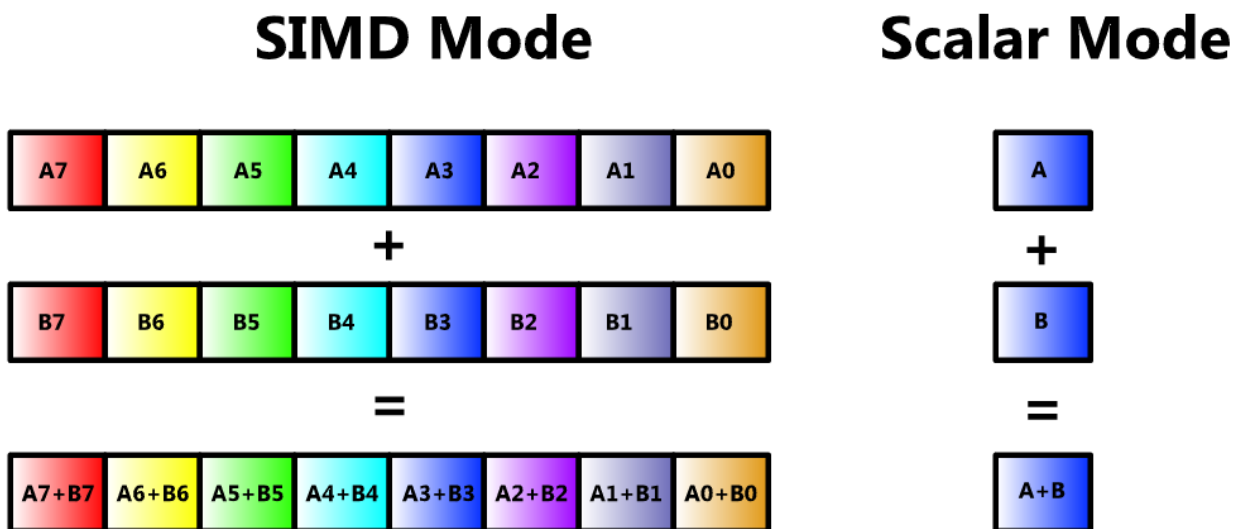 SIMD Mode Scalar Mode
A7 A6 A5 A4 A3 A2 A1 A0 A
+ +
B7 B6 B5 B4 B3 B2 B1 B0 B
= =
A7+B7 A6+B6 A5+B5 A4+B4 A3+B3 A2+B2 A1+B1 A0+B0 A+B